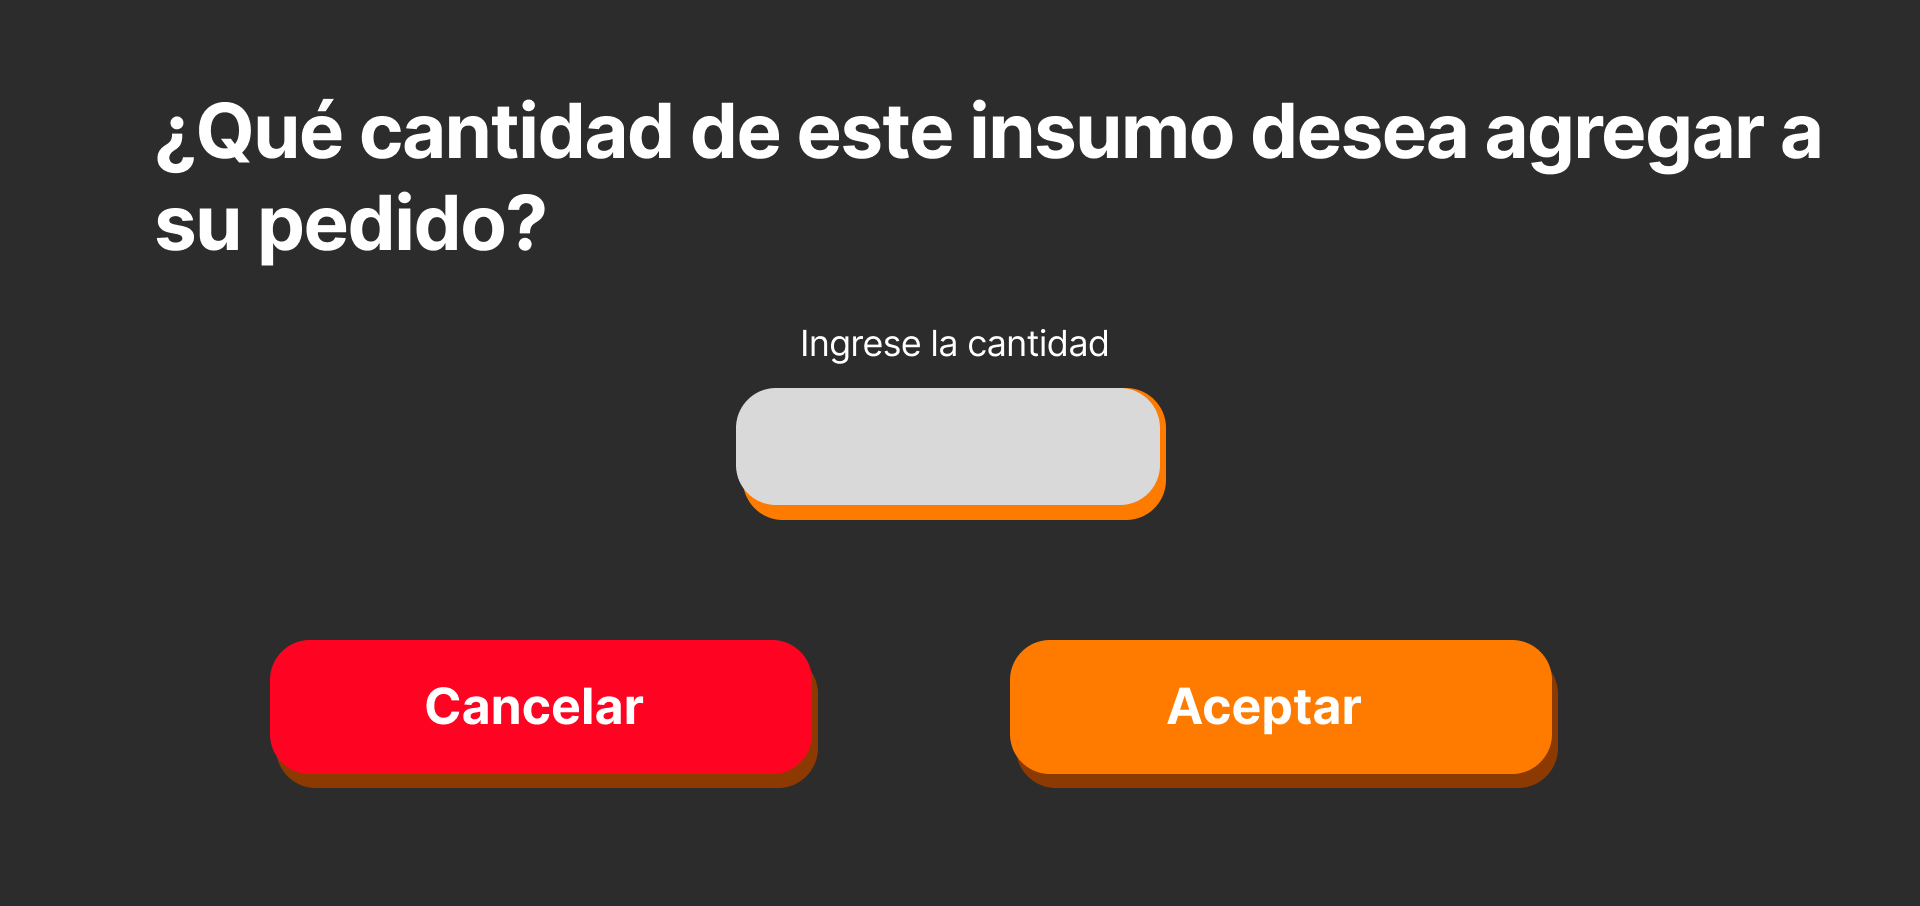 ¿Qué cantidad de este insumo desea agregar a
su pedido?
Ingrese la cantidad
Cancelar
Aceptar